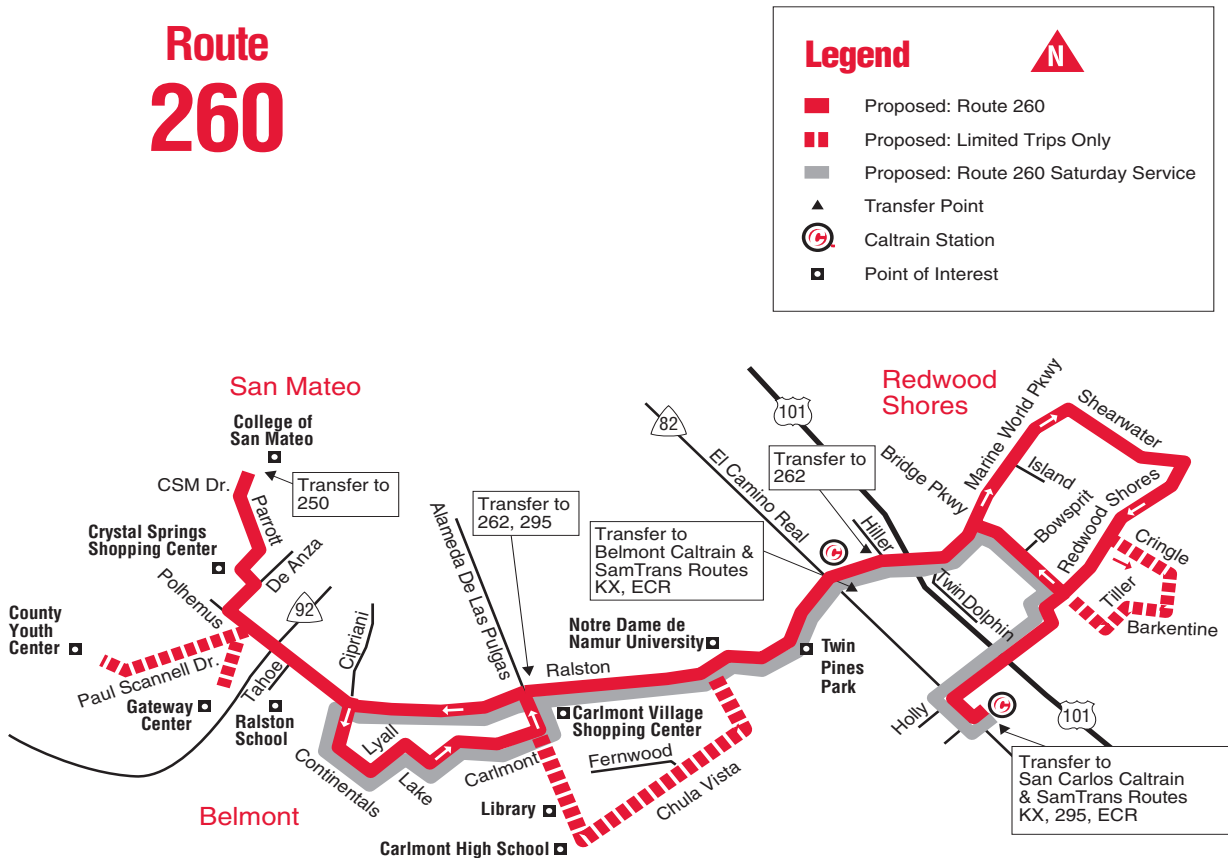 Route
260
Legend
N
Proposed: Route 260
Proposed: Limited Trips Only
Proposed: Route 260 Saturday Service
Transfer Point
C
Caltrain Station
Point of Interest
San Mateo
College of
San Mateo
CSM Dr.
Transfer to
250
Parrott
Crystal Springs
Shopping Center
De Anza
Polhemus
92
Cipriani
County
Youth
Center
Paul Scannell Dr.
Tahoe
Gateway
Center
Ralston
School
Continentals
Lyall
Lake
Carlmont
Belmont
Transfer to
262, 295
Alameda De Las Pulgas
Ralston
Carlmont Village
Shopping Center
Fernwood
Chula Vista
Library
Carlmont High School
Notre Dame de
Namur University
Twin
Pines
Park
82
El Camino Real
101
Transfer to
262
Transfer to
Belmont Caltrain &
SamTrans Routes
KX, ECR
C
Hiller
Redwood
Shores
Bridge Pkwy
Marine World Pkwy
Shearwater
Island
Bowsprit
Redwood Shores
Cringle
Tiller
Barkentine
Twin Dolphin
Holly
C
101
Transfer to
San Carlos Caltrain
& SamTrans Routes
KX, 295, ECR